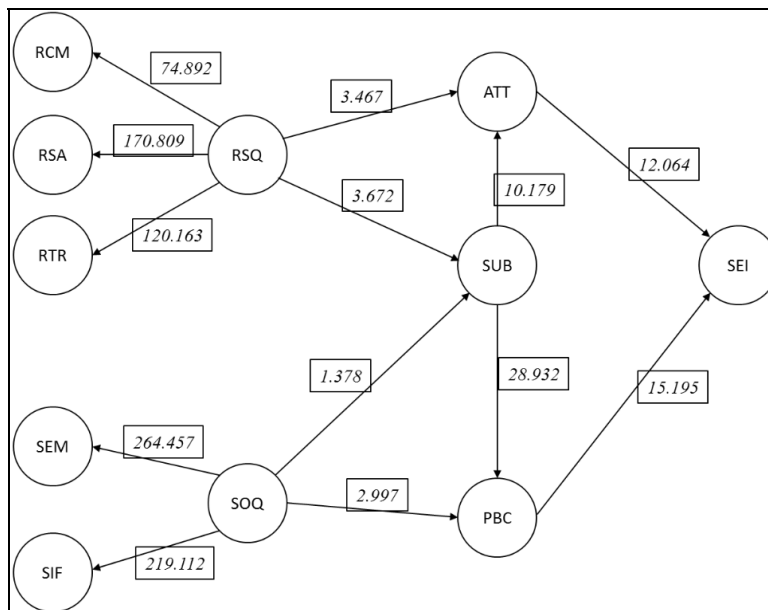 RCM
74.892
ATT
3.467
170.809
RSA
RSQ
12.064
3.672
10.179
120.163
RTR
SUB
SEI
1.378
28.932
15.195
SEM
264.457
2.997
SOQ
PBC
219.112
SIF